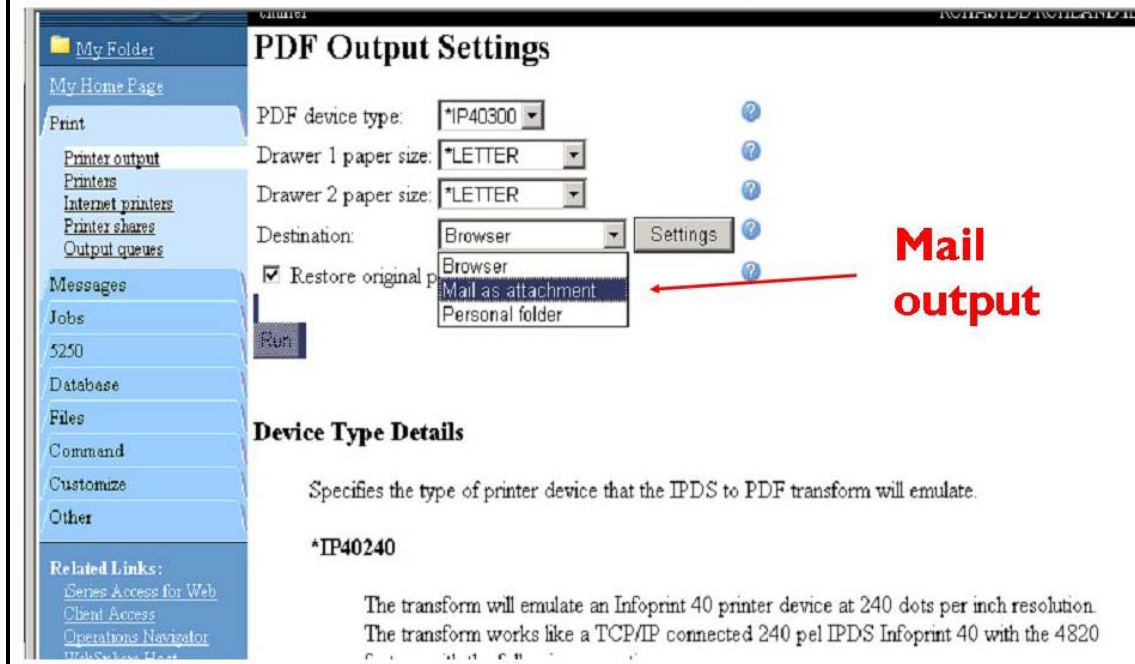 My Folder
My Home Page
Print
Printer output
Printers
Internet printers
Printer shares
Output queues
Messages
Jobs
5250
Database
Files
Command
Customize
Other
Related Links:
iSeries Access for Web
Client Access
Operations Navigator
WebSphere Host
PDF Output Settings
PDF device type: *IP40300
Drawer 1 paper size: *LETTER
Drawer 2 paper size: *LETTER
Destination: Browser Settings
Browser
Restore original p
Mail as attachment
Personal folder
Run
Mail
output
Device Type Details
Specifies the type of printer device that the IPDS to PDF transform will emulate.
*IP40240
The transform will emulate an Infoprint 40 printer device at 240 dots per inch resolution.
The transform works like a TCP/IP connected 240 pel IPDS Infoprint 40 with the 4820